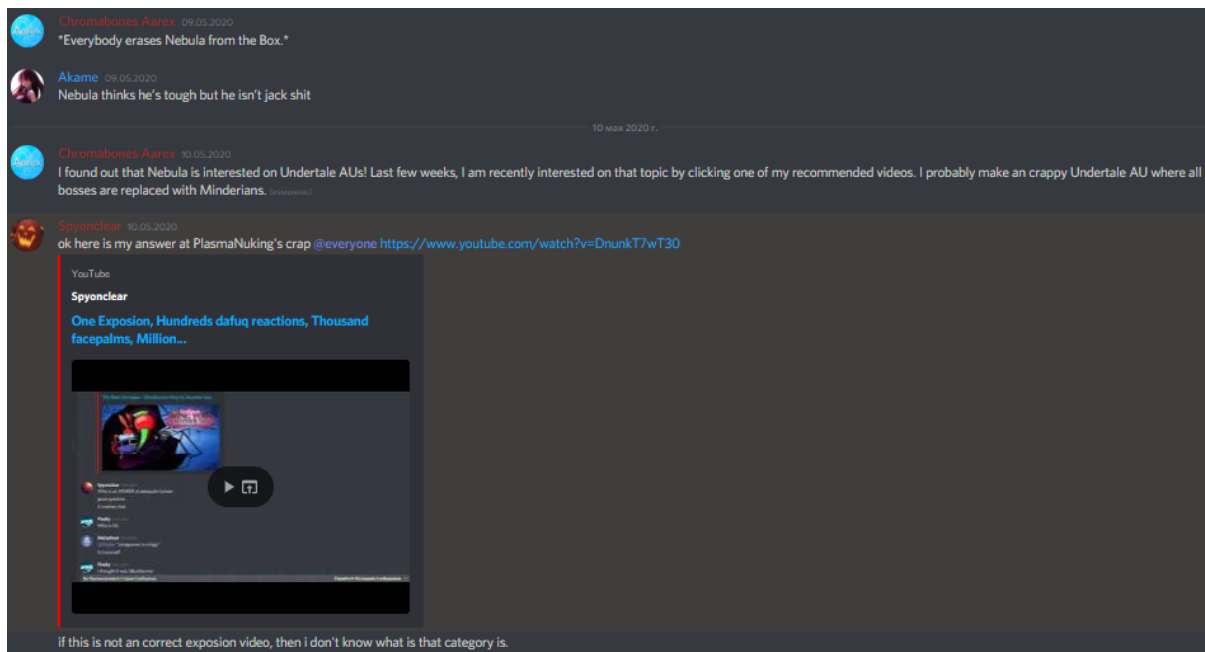 Chromabones Aarex 09.05.2020
*Everybody erases Nebula from the Box.*
Akame 09.05.2020
Nebula thinks he's tough but he isn't jack shit
10 мая 2020 г.
Chromabones Aarex 10.05.2020
I found out that Nebula is interested on Undertale AUs! Last few weeks, I am recently interested on that topic by clicking one of my recommended videos. I probably make an crappy Undertale AU where all
bosses are replaced with Minderians. (изменено)
Spyonclear 10.05.2020
ok here is my answer at PlasmaNuking's crap @everyone https://www.youtube.com/watch?v=DnunkT7wT30
YouTube
Spyonclear
One Exposion, Hundreds dafuq reactions, Thousand
facepalms, Million...
Spyonclear
good question
if this is not an correct exposion video, then i don't know what is that category is.